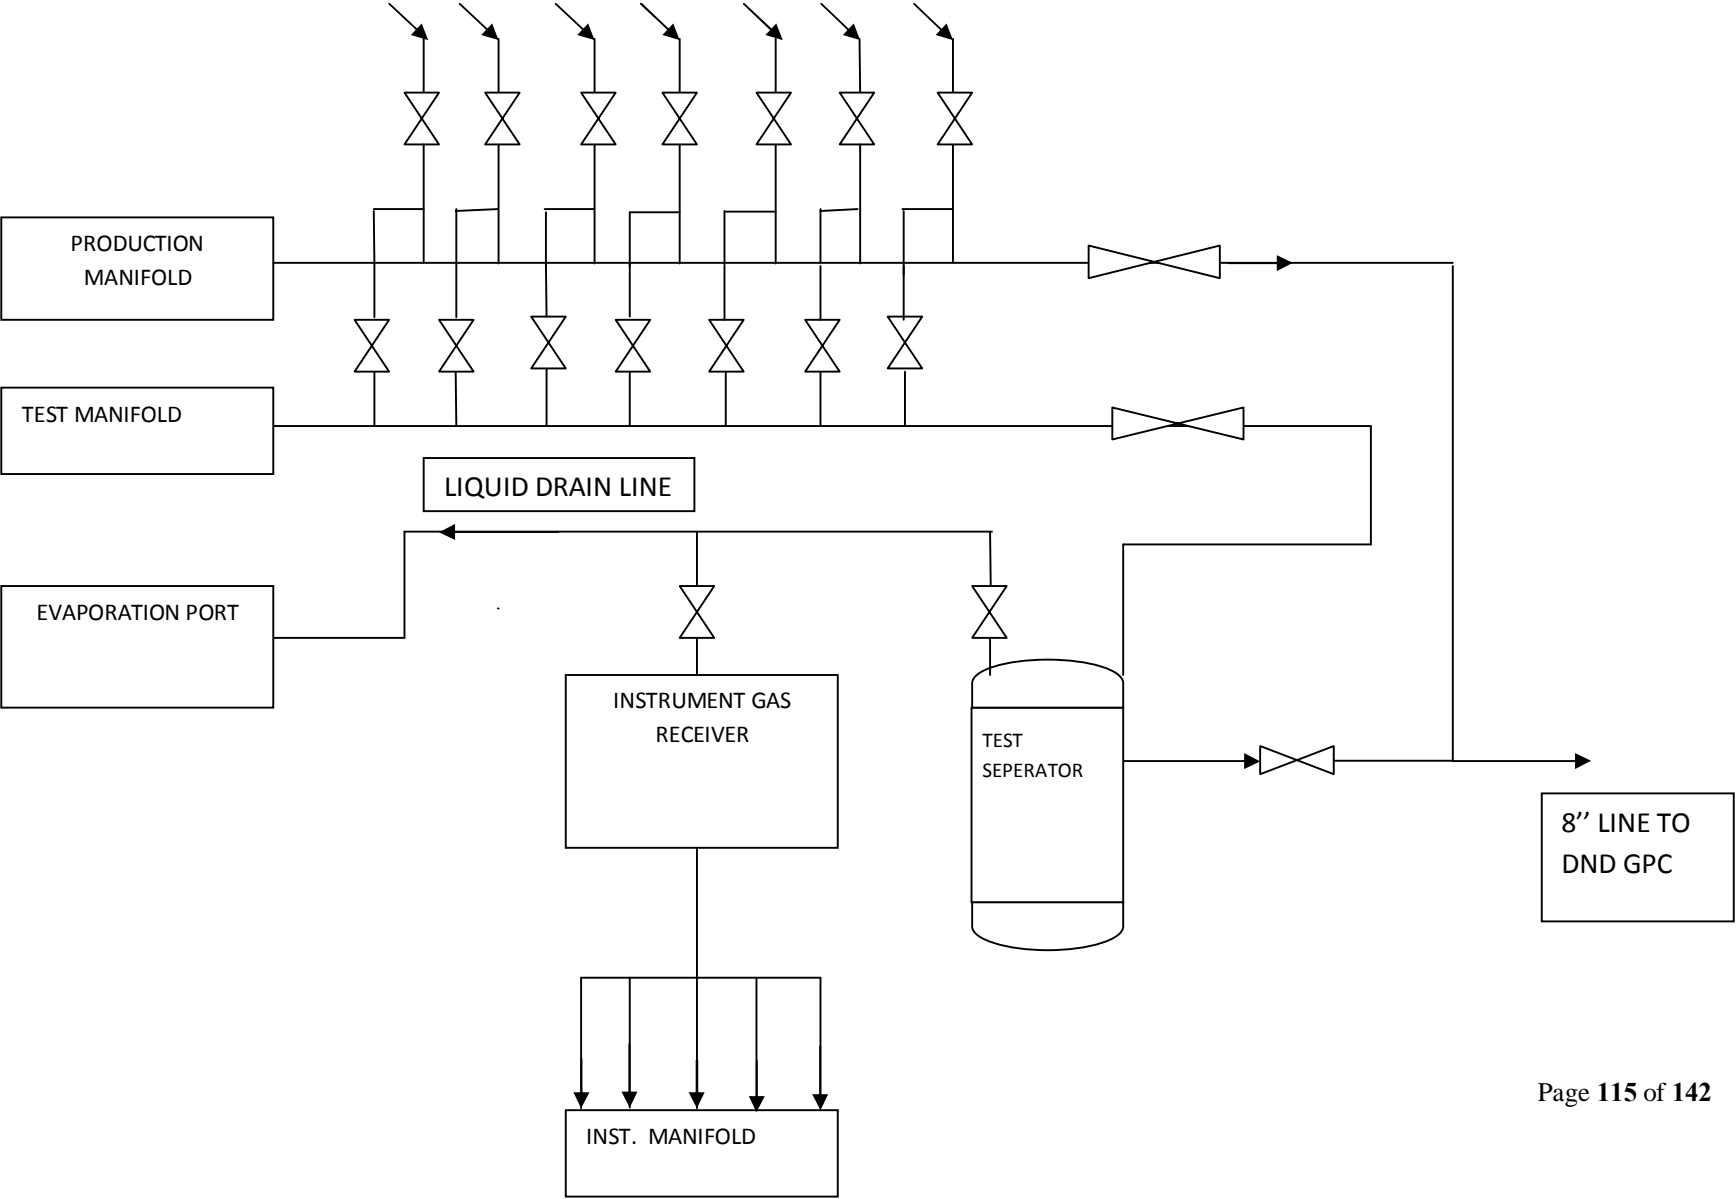 PRODUCTION
MANIFOLD
TEST MANIFOLD
LIQUID DRAIN LINE
EVAPORATION PORT
INSTRUMENT GAS
RECEIVER
TEST
SEPERATOR
8’’ LINE TO
DND GPC
INST. MANIFOLD
Page 115 of 142